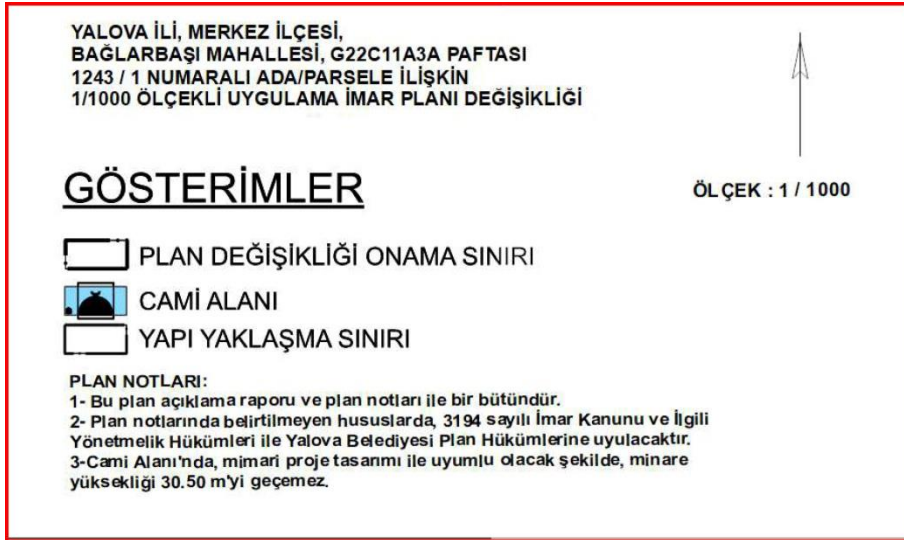 YALOVA İLİ, MERKEZ İLÇESİ,
BAĞLARBAŞI MAHALLESİ, G22C11A3A PAFTASI
1243 / 1 NUMARALI ADA/PARSELE İLİŞKİN
1/1000 ÖLÇEKLİ UYGULAMA İMAR PLANI DEĞİŞİKLİĞİ
GÖSTERİMLER
ÖLÇEK : 1 / 1000
PLAN DEĞİŞİKLİĞİ ONAMA SINIRI
CAMİ ALANI
YAPI YAKLAŞMA SINIRI
PLAN NOTLARI:
1- Bu plan açıklama raporu ve plan notları ile bir bütündür.
2- Plan notlarında belirtilmeyen hususlarda, 3194 sayılı İmar Kanunu ve İlgili
Yönetmelik Hükümleri ile Yalova Belediyesi Plan Hükümlerine uyulacaktır.
3-Cami Alanı'nda, mimari proje tasarımı ile uyumlu olacak şekilde, minare
yüksekliği 30.50 m'yi geçemez.